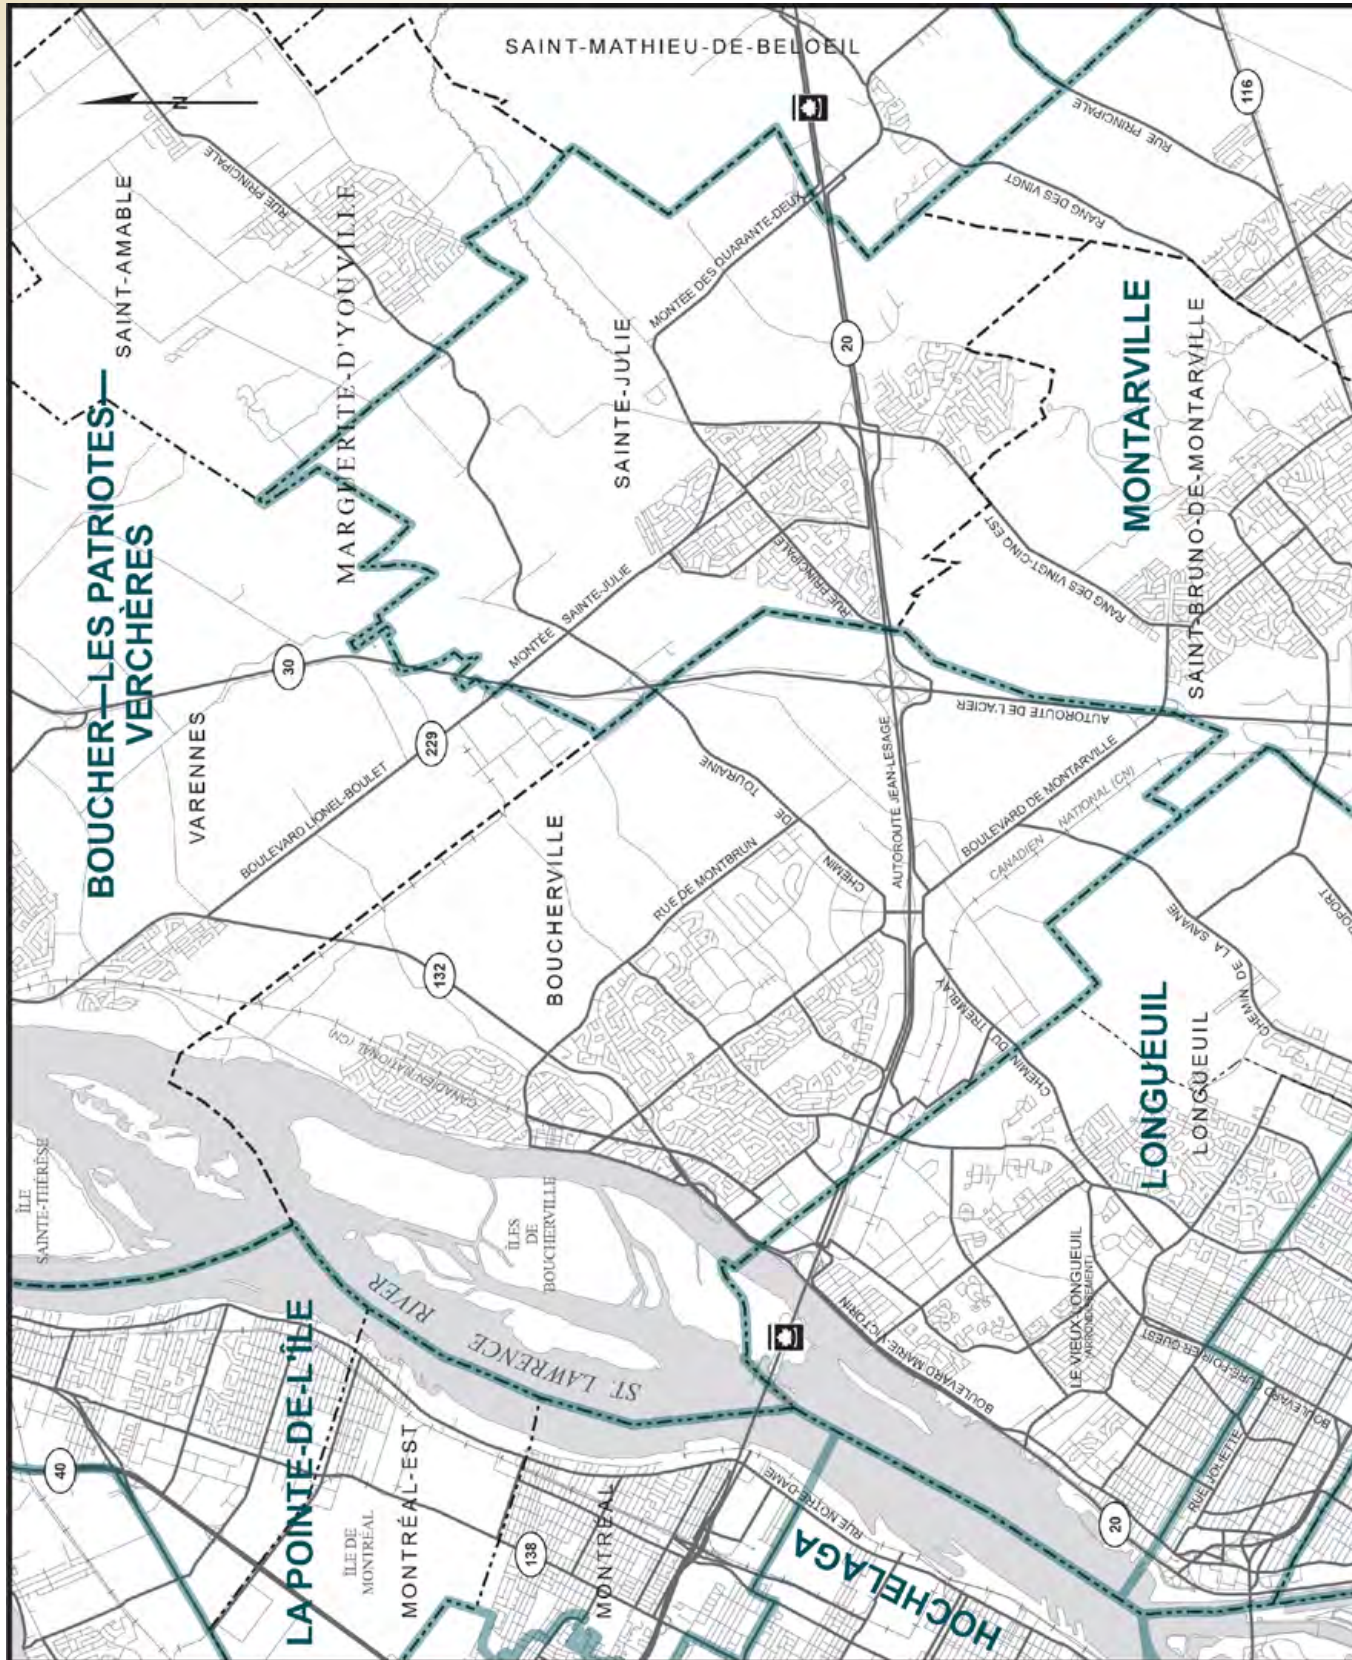 SAINT-MATHIEU-DE-BELOEIL
N
116
RUE PRINCIPALE
RANG DES VINGT
SAINT-AMABLE
RUE PRINCIPALE
MARGUERITE-D'YOUVILLE
MONTÉE DES QUARANTE-DEUX
20
SAINTE-JULIE
MONTARVILLE
SAINT-BRUNO-DE-MONTARVILLE
BOUCHER—LES PATRIOTES—
VERCHÈRES
RANG DES VINGT-CINQ EST
RUE PRINCIPALE
MONTÉE SAINTE-JULIE
30
VARENNES
229
BOULEVARD LIONEL-BOULET
AUTOROUTE DE L'ACIER
AUTOROUTE JEAN-LESAGE
BOULEVARD DE MONTARVILLE
CANADIEN NATIONAL (CN)
CHEMIN DE TOURAINE
RUE DE MONTBRUN
BOUCHERVILLE
132
CANADIEN NATIONAL (CN)
CHEMIN DU TREMBLAY
CHEMIN DE LA SAVANE
ROPORT
LONGUEUIL
LONGUEUIL
ÎLE
SAINTE-THÉRÈSE
ÎLES
DE
BOUCHERVILLE
ST. LAWRENCE
RIVER
LE VIEUX-LONGUEUIL
(ARRONDISSEMENT)
BOULEVARD MARIE-VICTORIN
BOULEVARD CURÉ-POIRIER OUEST
RUE JOLIETTE
20
LA POINTE-DE-L'ÎLE
40
ÎLE DE
MONTRÉAL
MONTRÉAL-EST
138
MONTRÉAL
RUE NOTRE-DAME
HOCHELAGA